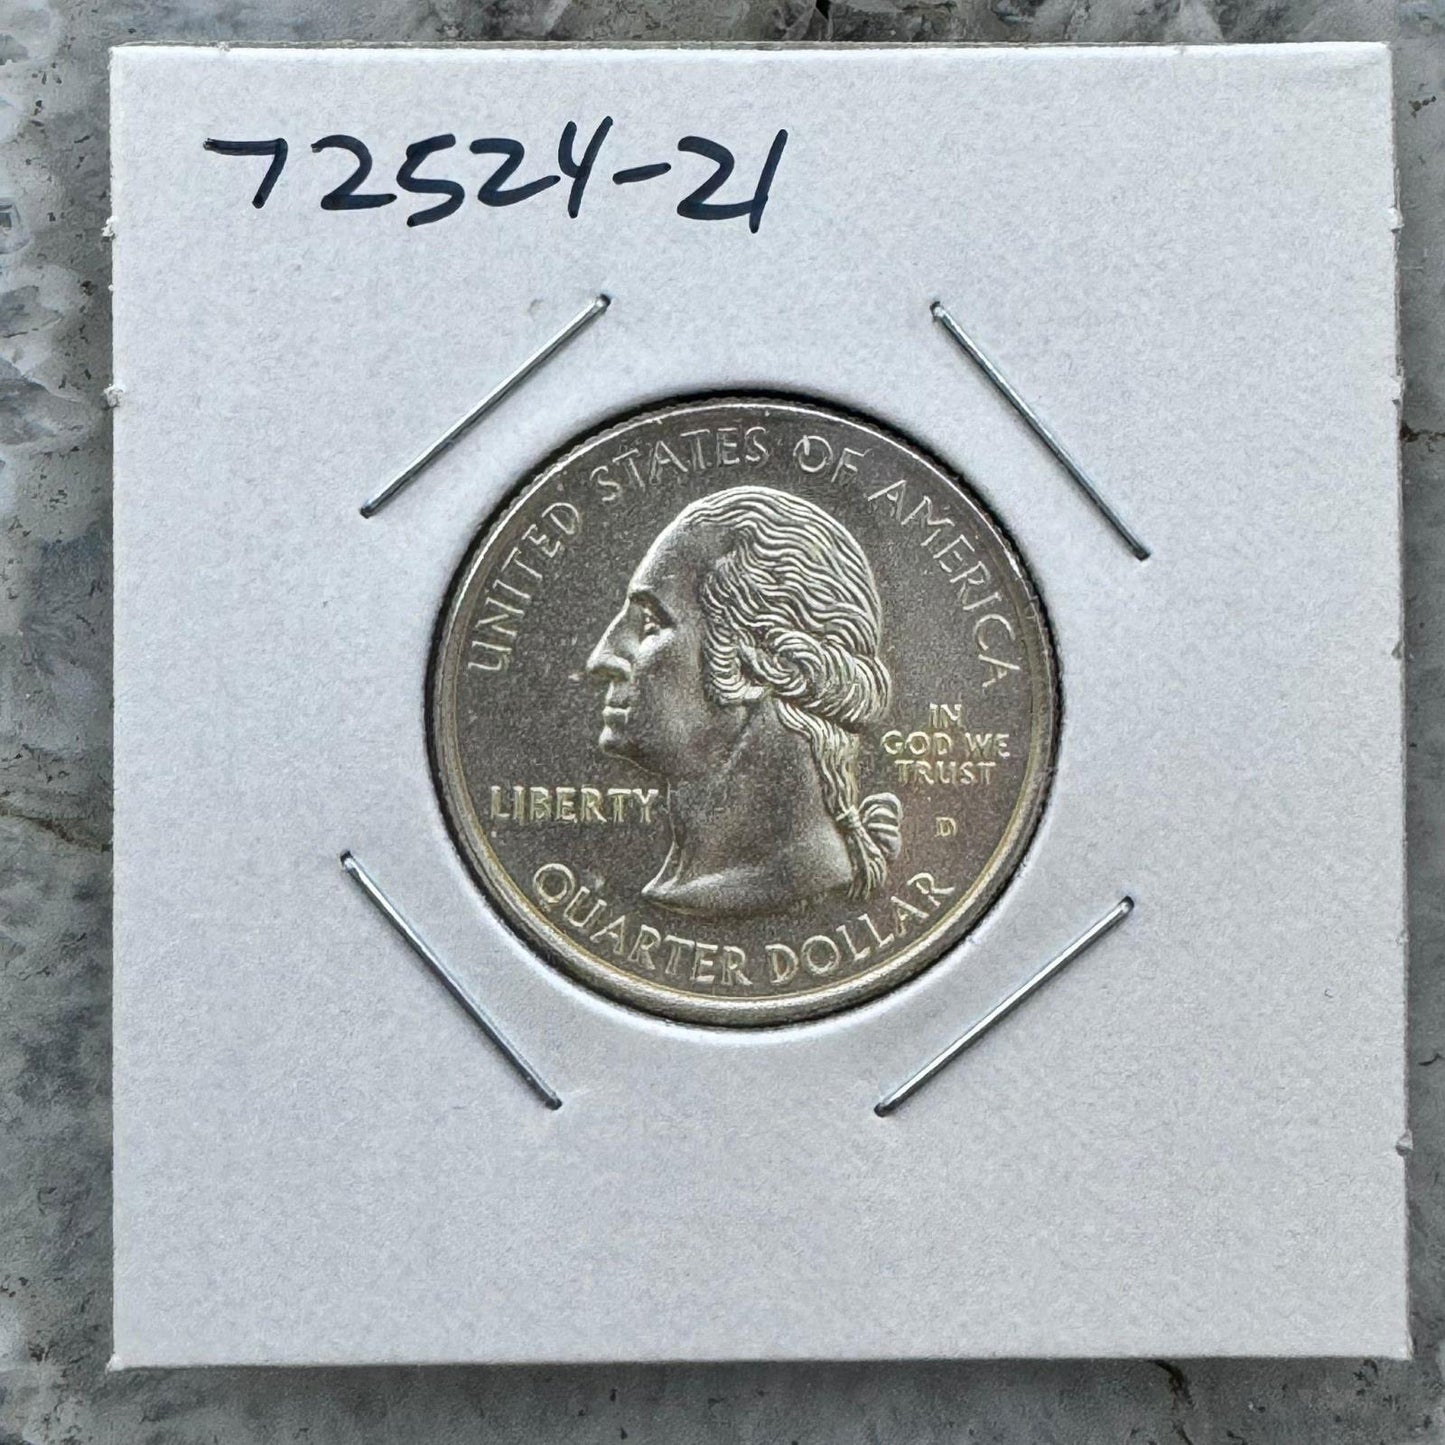 72524-21
UNITED STATES OF AMERICA
IN
GOD WE
TRUST
LIBERTY
D
QUARTER DOLLAR